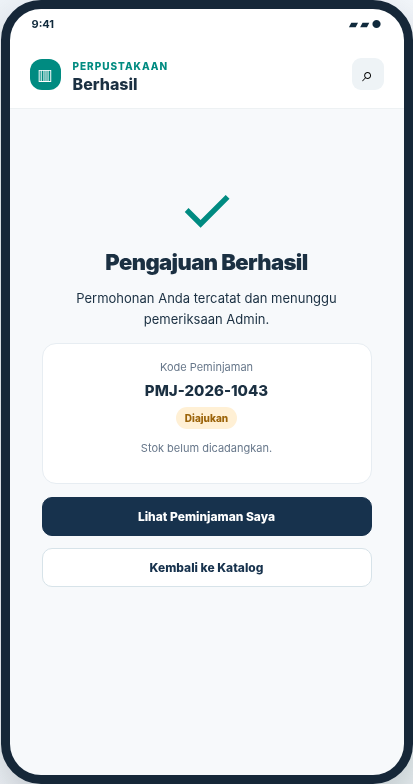 9:41
PERPUSTAKAAN
Berhasil
Pengajuan Berhasil
Permohonan Anda tercatat dan menunggu
pemeriksaan Admin.
Kode Peminjaman
PMJ-2026-1043
Diajukan
Stok belum dicadangkan.
Lihat Peminjaman Saya
Kembali ke Katalog